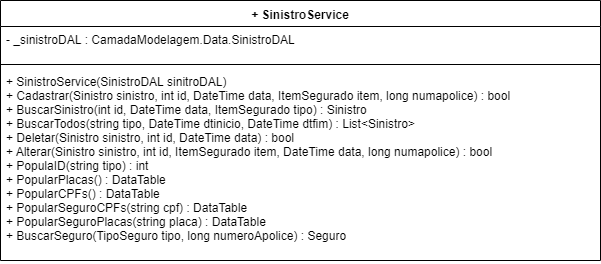 + SinistroService
- _sinistroDAL : CamadaModelagem.Data.SinistroDAL
+ SinistroService(SinistroDAL sinitroDAL)
+ Cadastrar(Sinistro sinistro, int id, DateTime data, ItemSegurado item, long numapolice) : bool
+ BuscarSinistro(int id, DateTime data, ItemSegurado tipo) : Sinistro
+ BuscarTodos(string tipo, DateTime dtinicio, DateTime dtfim) : List<Sinistro>
+ Deletar(Sinistro sinistro, int id, DateTime data) : bool
+ Alterar(Sinistro sinistro, int id, ItemSegurado item, DateTime data, long numapolice) : bool
+ PopulaID(string tipo) : int
+ PopularPlacas() : DataTable
+ PopularCPFs() : DataTable
+ PopularSeguroCPFs(string cpf) : DataTable
+ PopularSeguroPlacas(string placa) : DataTable
+ BuscarSeguro(TipoSeguro tipo, long numeroApolice) : Seguro